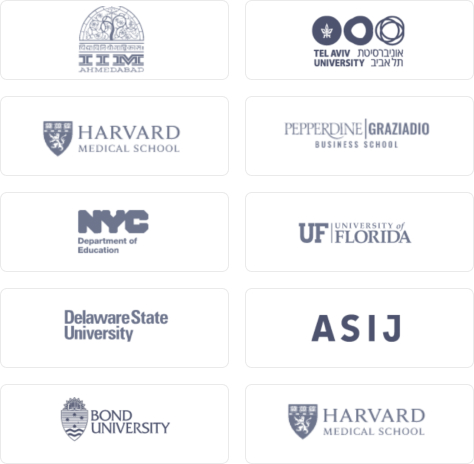 IIM
AHMEDABAD
TEL AVIV אוניברסיטת
UNIVERSITY תל אביב
HARVARD
MEDICAL SCHOOL
PEPPERDINE GRAZIADIO
BUSINESS SCHOOL
NYC
Department of
Education
UF UNIVERSITY of
FLORIDA
Delaware State
University
ASIJ
BOND
UNIVERSITY
HARVARD
MEDICAL SCHOOL